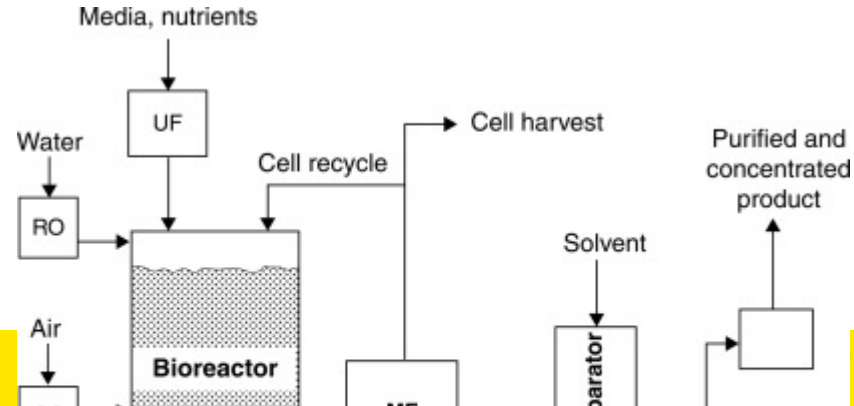 Media, nutrients
UF
Cell harvest
Water
Purified and
concentrated
product
Cell recycle
RO
Solvent
Air
Bioreactor